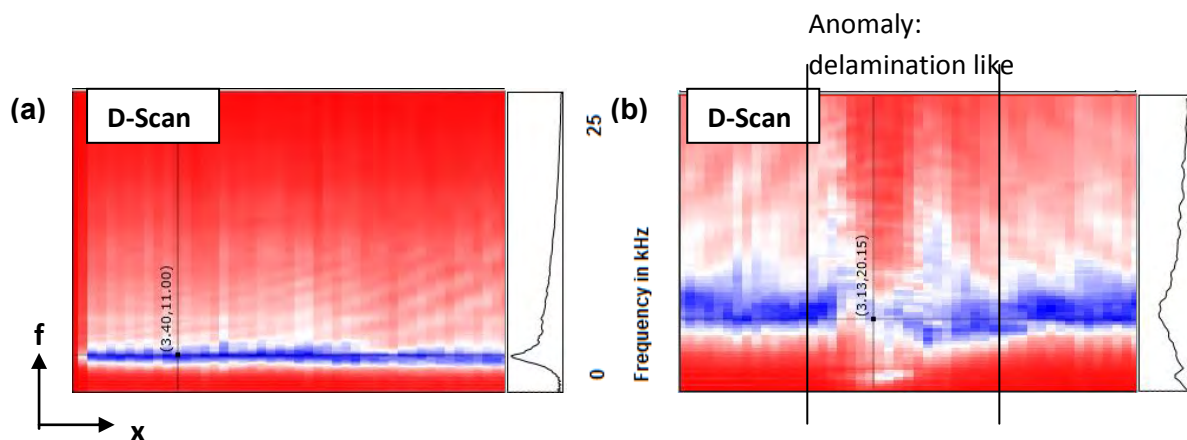 Anomaly:
delamination like
(a)
D-Scan
25
(b)
D-Scan
(3.40,11.00)
Frequency in kHz
(3.13,20.15)
f
0
x